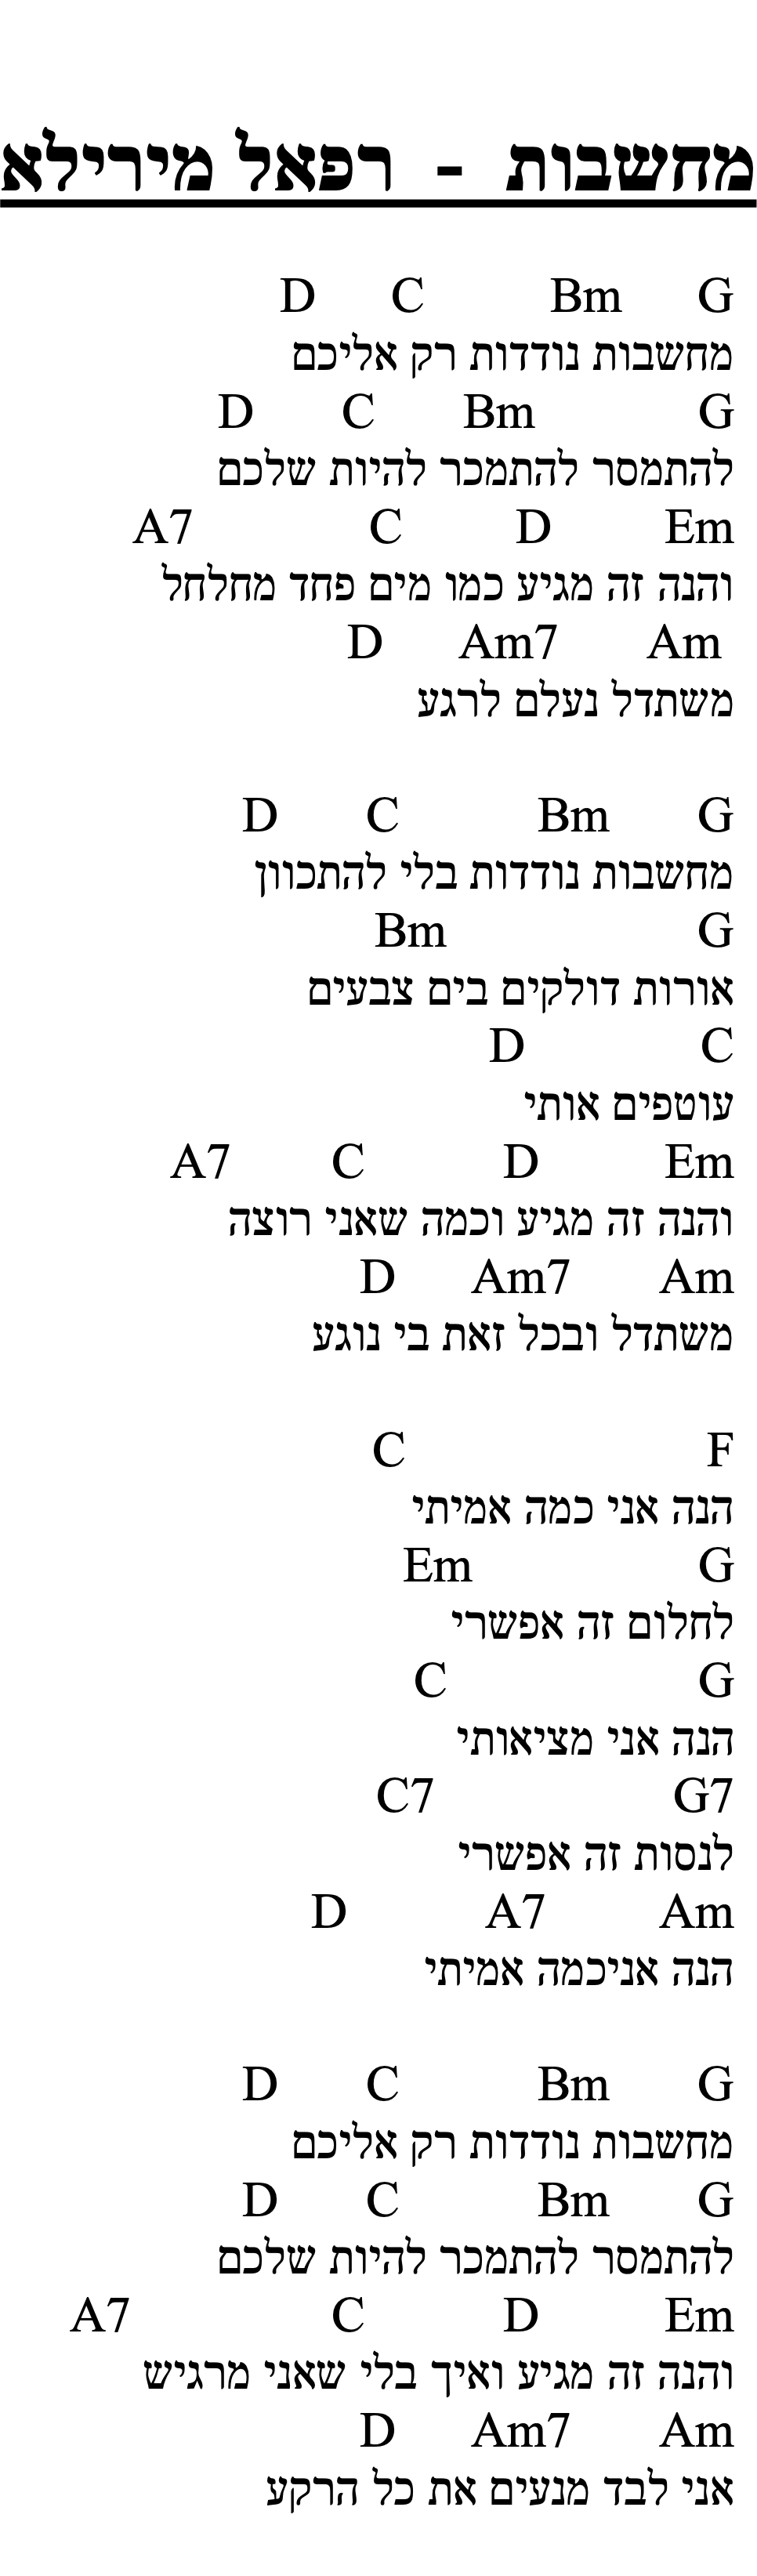 מחשבות - רפאל מירילא
G Bm C D
מחשבות נודדות רק אליכם
G Bm C D
להתמסר להתמכר להיות שלכם
Em D C A7
והנה זה מגיע כמו מים פחד מחלחל
Am Am7 D
משתדל נעלם לרגע
G Bm C D
מחשבות נודדות בלי להתכוון
G Bm
אורות דולקים בים צבעים
C D
עוטפים אותי
Em D C A7
והנה זה מגיע וכמה שאני רוצה
Am Am7 D
משתדל ובכל זאת בי נוגע
F C
הנה אני כמה אמיתי
G Em
לחלום זה אפשרי
G C
הנה אני מציאותי
G7 C7
לנסות זה אפשרי
Am A7 D
הנה אניכמה אמיתי
G Bm C D
מחשבות נודדות רק אליכם
G Bm C D
להתמסר להתמכר להיות שלכם
Em D C A7
והנה זה מגיע ואיך בלי שאני מרגיש
Am Am7 D
אני לבד מנעים את כל הרקע